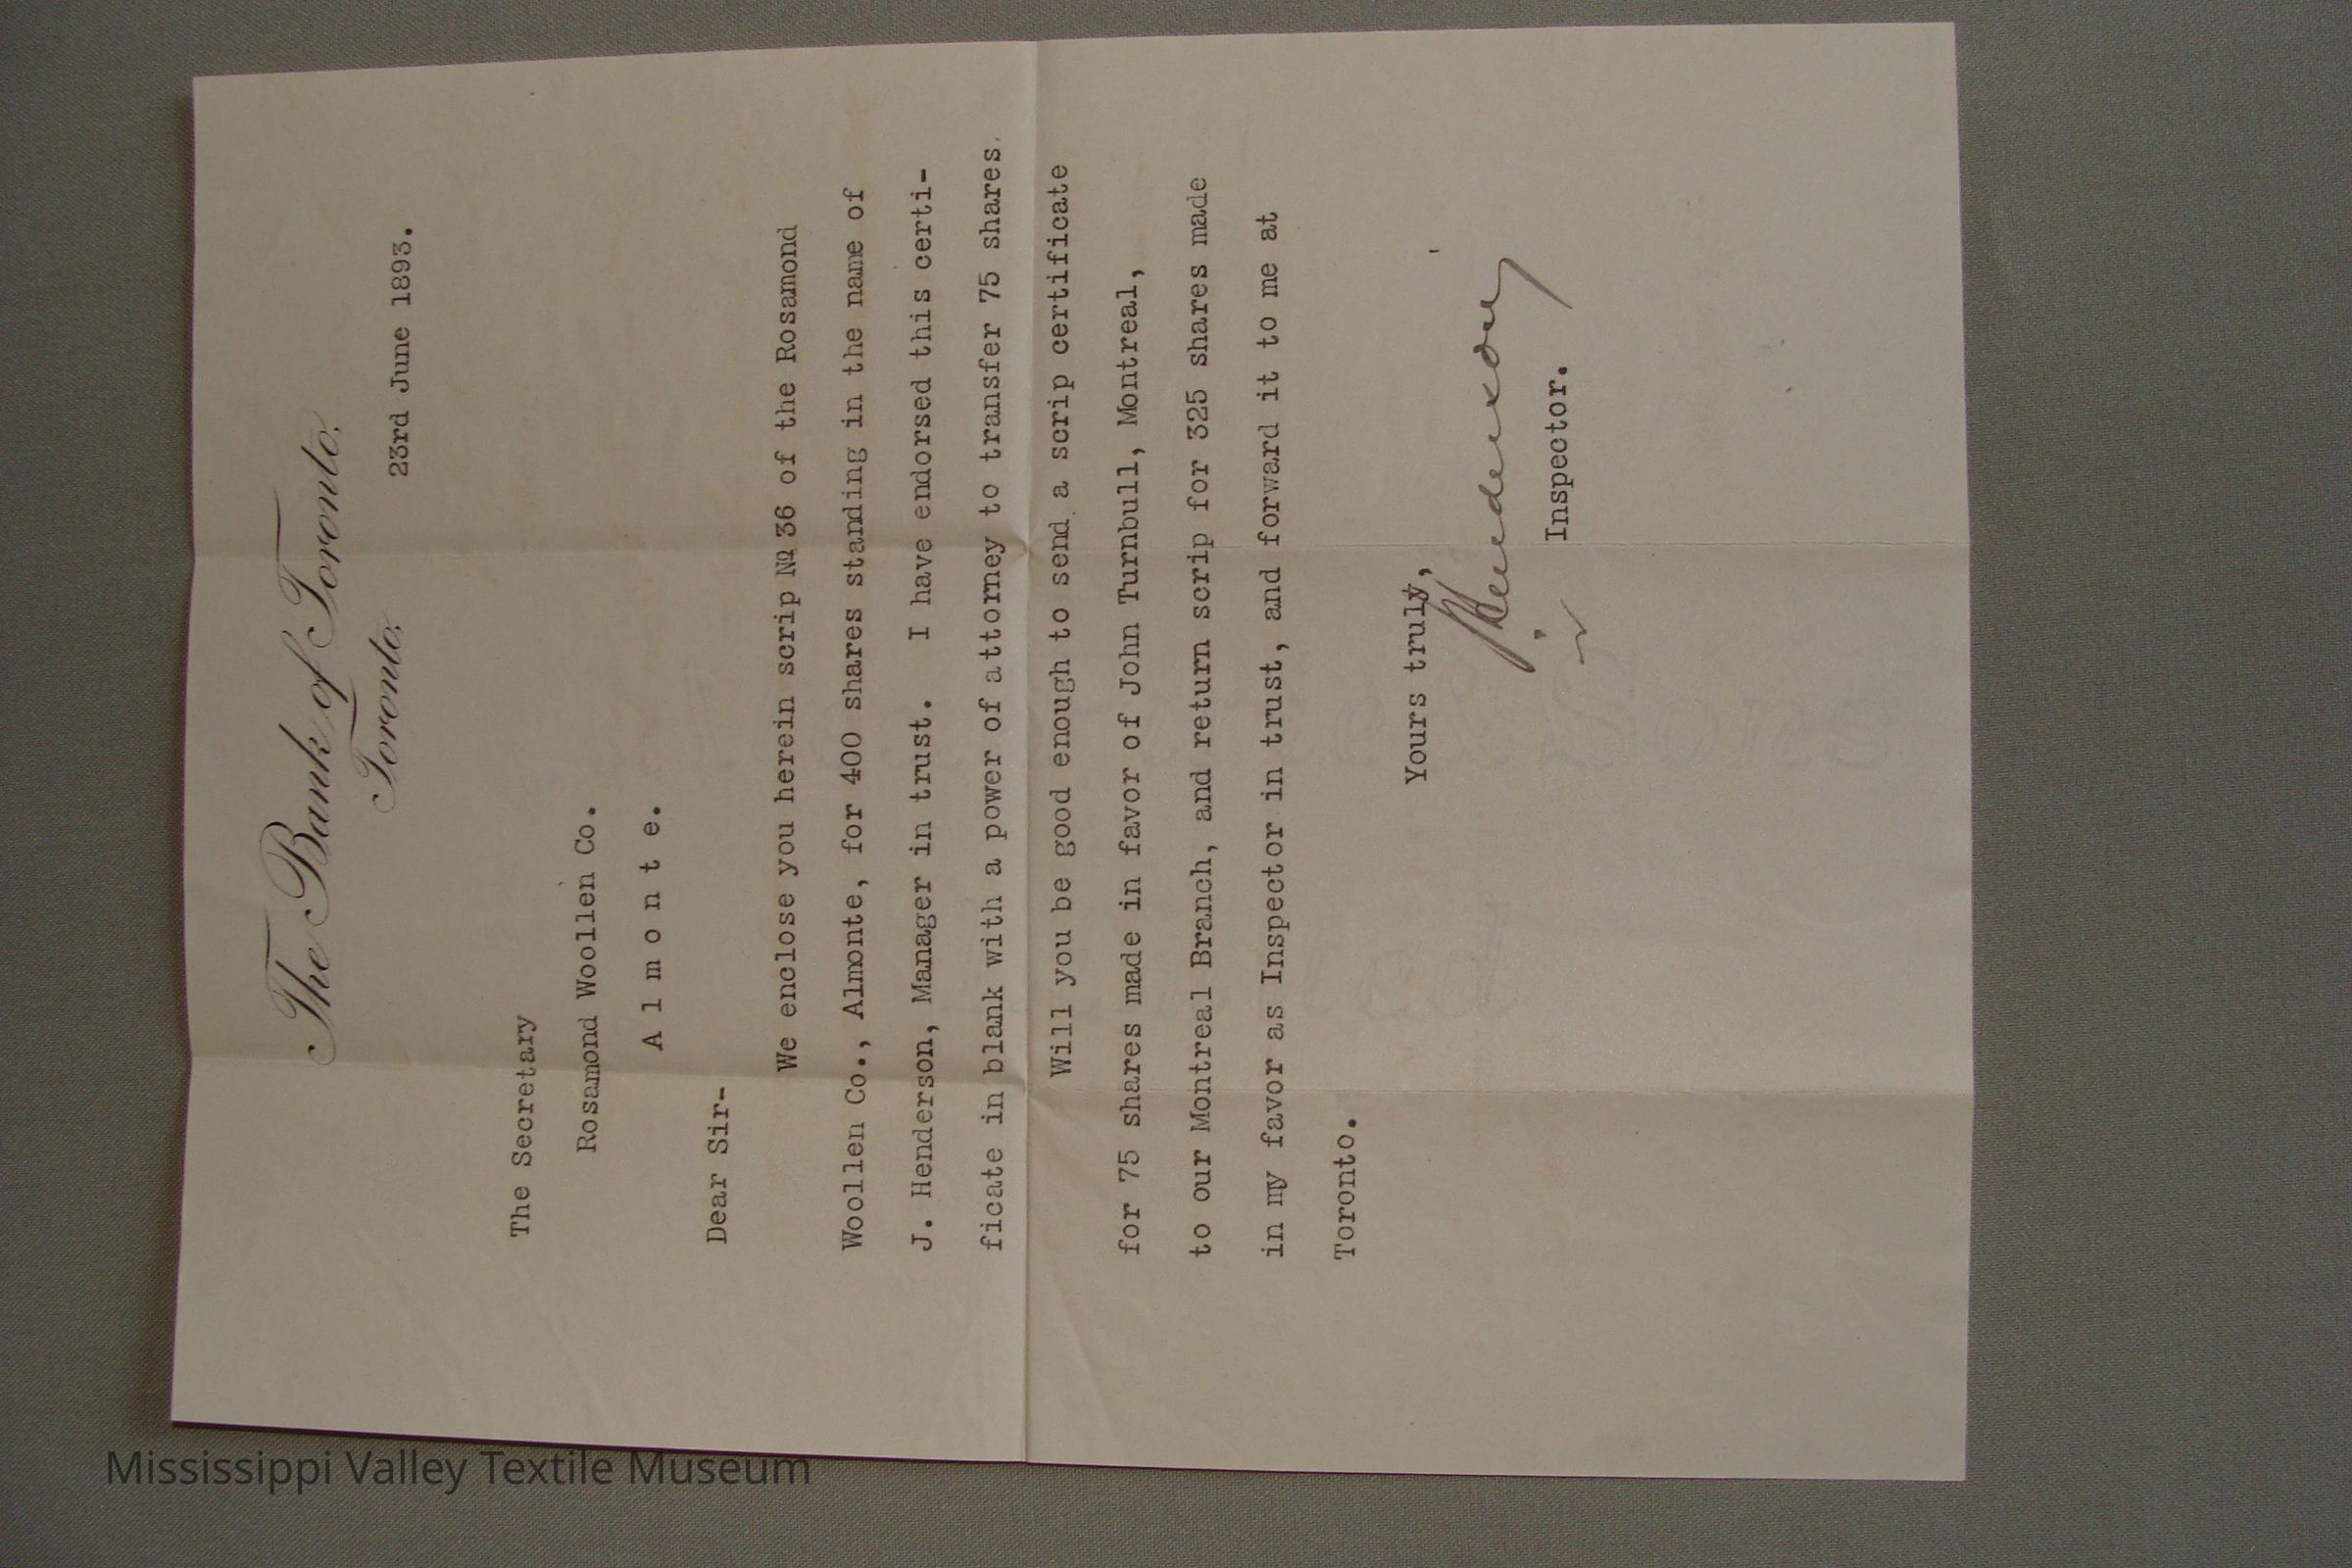 The Bank of Toronto.
Toronto.
23rd June 1893.
The Secretary
Rosamond Woollen Co.
A l m o n t e.
Dear Sir-
We enclose you herein scrip No 36 of the Rosamond
Woollen Co., Almonte, for 400 shares standing in the name of
J. Henderson, Manager in trust. I have endorsed this certi-
ficate in blank with a power of attorney to transfer 75 shares.
Will you be good enough to send a scrip certificate
for 75 shares made in favor of John Turnbull, Montreal,
to our Montreal Branch, and return scrip for 325 shares made
in my favor as Inspector in trust, and forward it to me at
Toronto.
Yours truly,
J Henderson
Inspector.
Mississippi Valley Textile Museum